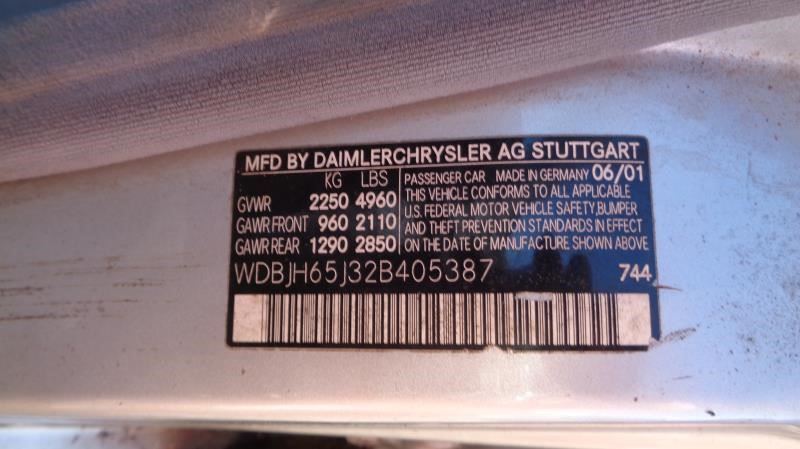 MFD BY DAIMLERCHRYSLER AG STUTTGART
KG LBS
GVWR 2250 4960
GAWR FRONT 960 2110
GAWR REAR 1290 2850
PASSENGER CAR MADE IN GERMANY 06/01
THIS VEHICLE CONFORMS TO ALL APPLICABLE
U.S. FEDERAL MOTOR VEHICLE SAFETY,BUMPER
AND THEFT PREVENTION STANDARDS IN EFFECT
ON THE DATE OF MANUFACTURE SHOWN ABOVE
WDBJH65J32B405387 744